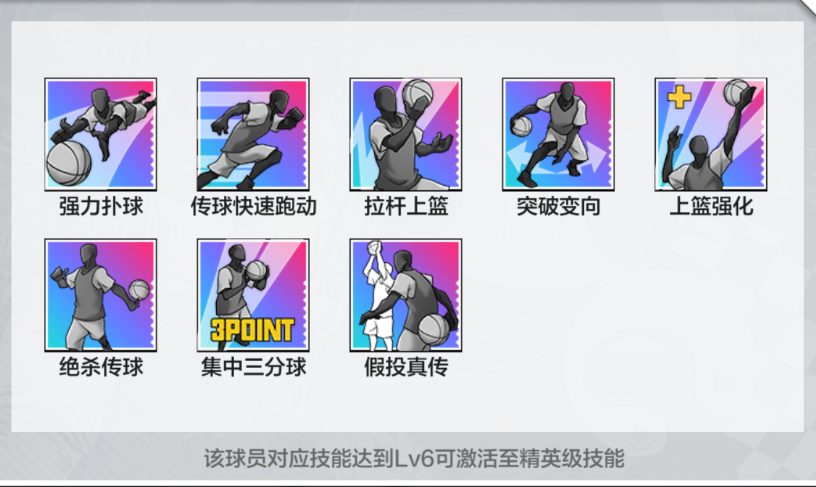 强力扑球
传球快速跑动
拉杆上篮
突破变向
上篮强化
绝杀传球
3POINT
集中三分球
假投真传
该球员对应技能达到Lv6可激活至精英级技能